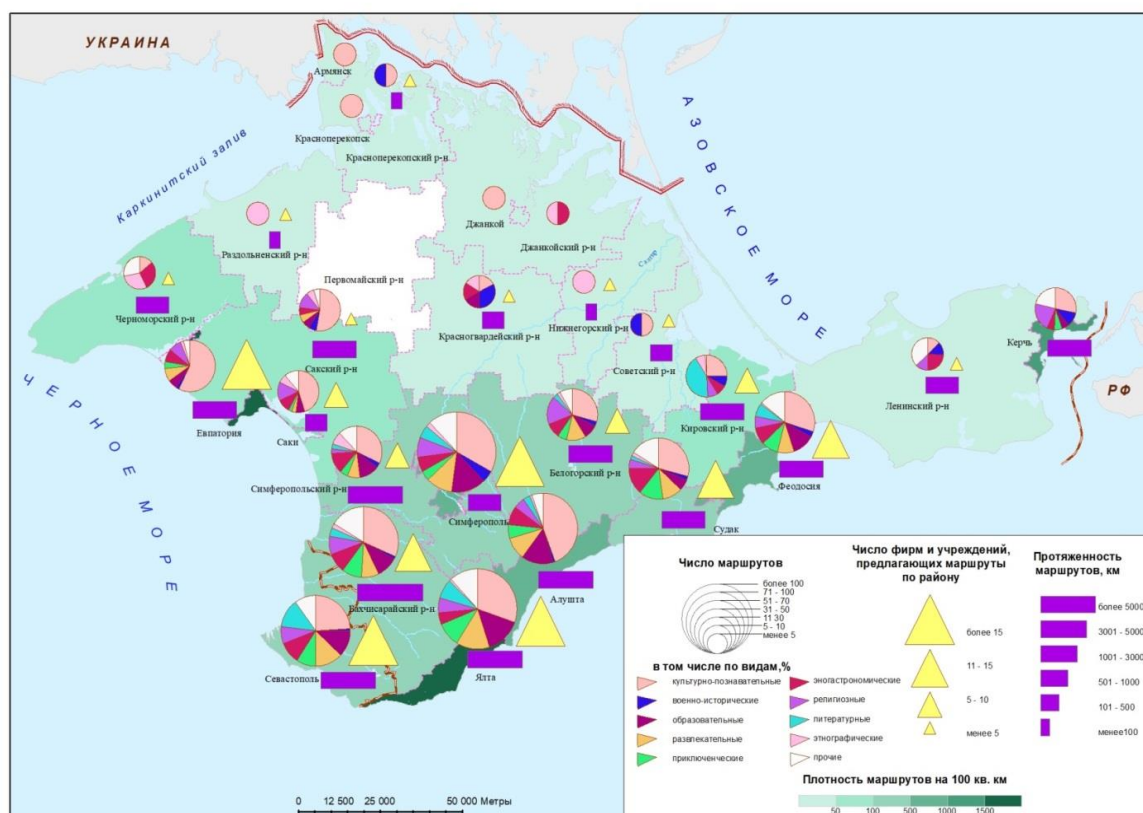 УКРАИНА
Армянск
Красноперекопск
Красноперекопский р-н
Каркинитский залив
АЗОВСКОЕ МОРЕ
Джанкой
Джанкойский р-н
Раздольненский р-н
Первомайский р-н
Салгир
Черноморский р-н
Сакский р-н
Красногвардейский р-н
Нижнегорский р-н
Советский р-н
Керчь
Ленинский р-н
РФ
ЧЕРНОЕ МОРЕ
Евпатория
Саки
Кировский р-н
Симферопольский р-н
Белогорский р-н
Феодосия
Симферополь
Судак
Бахчисарайский р-н
Алушта
Севастополь
Ялта
Число маршрутов
более 100
71 - 100
51 - 70
31 - 50
11 30
5 - 10
менее 5
в том числе по видам,%
культурно-познавательные
военно-исторические
образовательные
развлекательные
приключенческие
эногастрономические
религиозные
литературные
этнографические
прочие
Число фирм и учреждений,
предлагающих маршруты
по району
более 15
11 - 15
5 - 10
менее 5
Протяженность
маршрутов, км
более 5000
3001 - 5000
1001 - 3000
501 - 1000
101 - 500
менее100
Плотность маршрутов на 100 кв. км
50 100 500 1000 1500
0 12 500 25 000 50 000 Метры